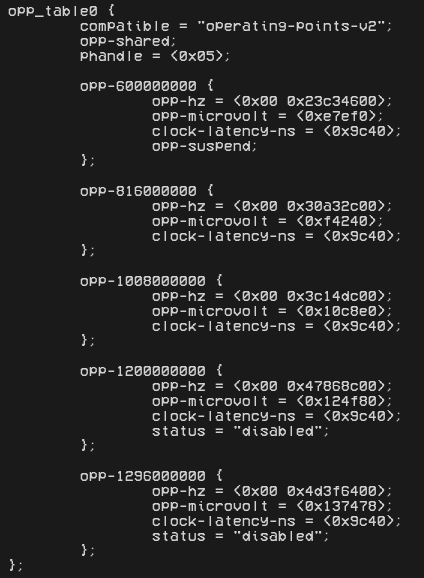 opp_table0 {
compatible = "operating-points-v2";
opp-shared;
phandle = <0x05>;
opp-600000000 {
opp-hz = <0x00 0x23c34600>;
opp-microvolt = <0xe7ef0>;
clock-latency-ns = <0x9c40>;
opp-suspend;
};
opp-816000000 {
opp-hz = <0x00 0x30a32c00>;
opp-microvolt = <0xf4240>;
clock-latency-ns = <0x9c40>;
};
opp-1008000000 {
opp-hz = <0x00 0x3c14dc00>;
opp-microvolt = <0x10c8e0>;
clock-latency-ns = <0x9c40>;
};
opp-1200000000 {
opp-hz = <0x00 0x47868c00>;
opp-microvolt = <0x124f80>;
clock-latency-ns = <0x9c40>;
status = "disabled";
};
opp-1296000000 {
opp-hz = <0x00 0x4d3f6400>;
opp-microvolt = <0x137478>;
clock-latency-ns = <0x9c40>;
status = "disabled";
};
};